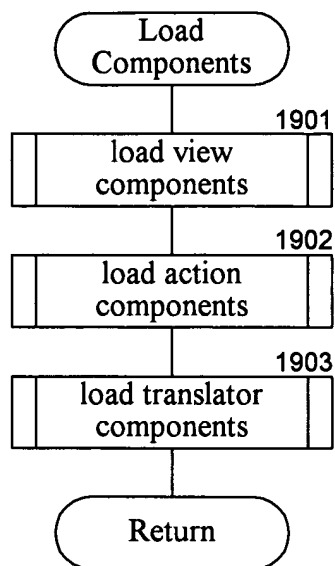 Load
Components
1901
load view
components
1902
load action
components
1903
load translator
components
Return